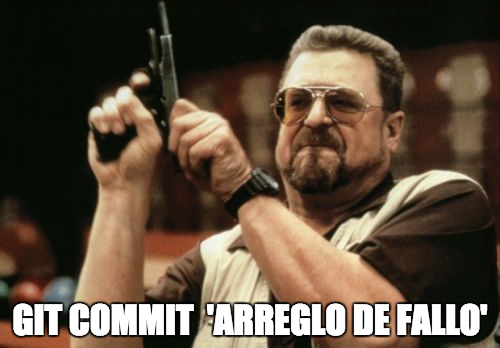 GIT COMMIT 'ARREGLO DE FALLO'